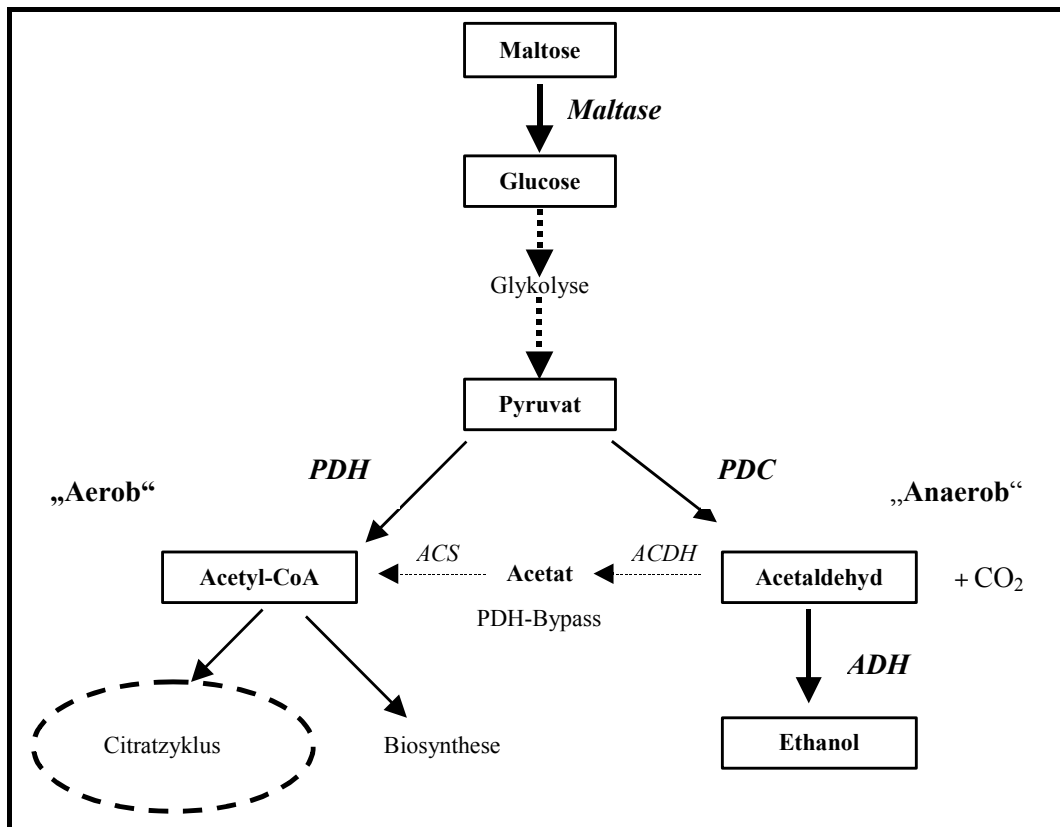 Maltose
Maltase
Glucose
Glykolyse
Pyruvat
PDH
PDC
„Aerob“
„Anaerob“
ACS
ACDH
Acetyl-CoA
Acetat
Acetaldehyd
+ CO₂
PDH-Bypass
ADH
Citratzyklus
Biosynthese
Ethanol